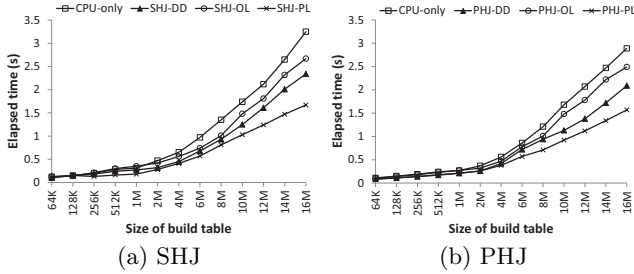 CPU-only SHJ-DD SHJ-OL SHJ-PL
3.5
3
2.5
2
1.5
1
0.5
0
Elapsed time (s)
64K 128K 256K 512K 1M 2M 4M 6M 8M 10M 12M 14M 16M
Size of build table
(a) SHJ
CPU-only PHJ-DD PHJ-OL PHJ-PL
3.5
3
2.5
2
1.5
1
0.5
0
Elapsed time (s)
64K 128K 256K 512K 1M 2M 4M 6M 8M 10M 12M 14M 16M
Size of build table
(b) PHJ